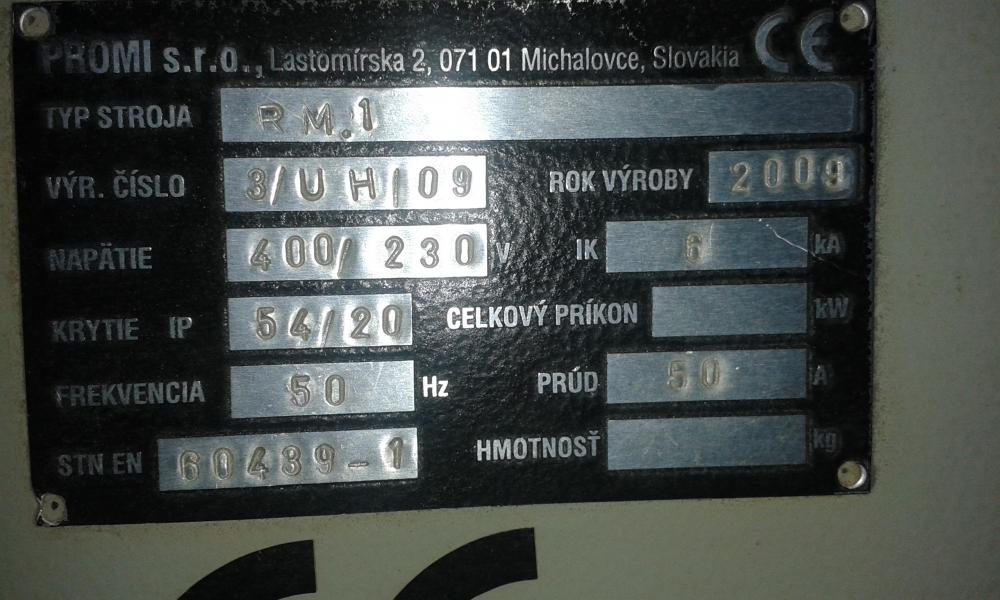 PROMI s.r.o., Lastomírska 2, 071 01 Michalovce, Slovakia CE
TYP STROJA RM.1
VÝR. ČÍSLO 3/UH/09 ROK VÝROBY 2009
NAPÄTIE 400/230 V IK 6 kA
KRYTIE IP 54/20 CELKOVÝ PRÍKON kW
FREKVENCIA 50 Hz PRÚD 50 A
STN EN 60439-1 HMOTNOSŤ kg